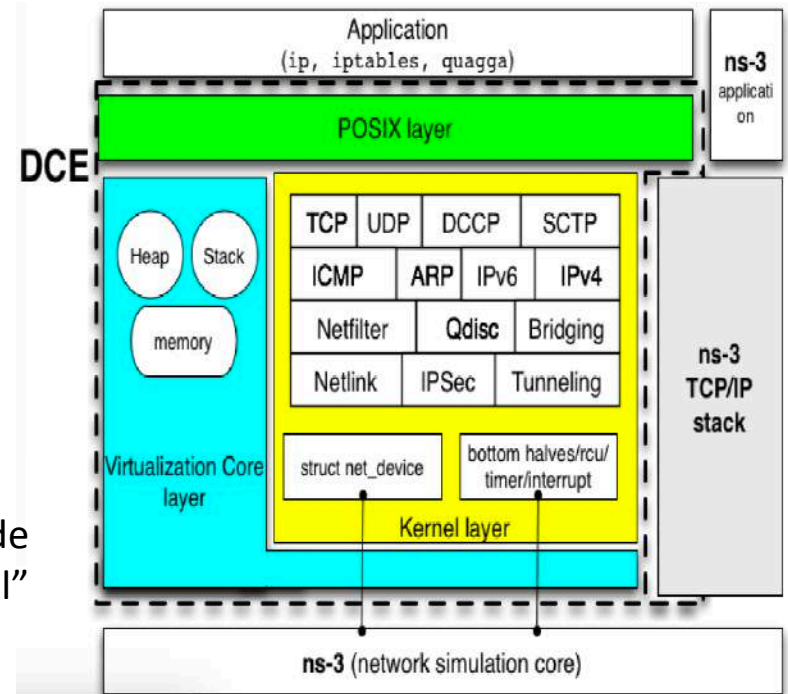 Application
(ip, iptables, quagga)
ns-3
applicati
on
POSIX layer
DCE
TCP UDP DCCP SCTP
Heap Stack
ICMP ARP IPv6 IPv4
memory
Netfilter Qdisc Bridging
Netlink IPSec Tunneling
ns-3
TCP/IP
stack
Virtualization Core
layer
struct net_device
bottom halves/rcu/
timer/interrupt
Kernel layer
de
l”
ns-3 (network simulation core)